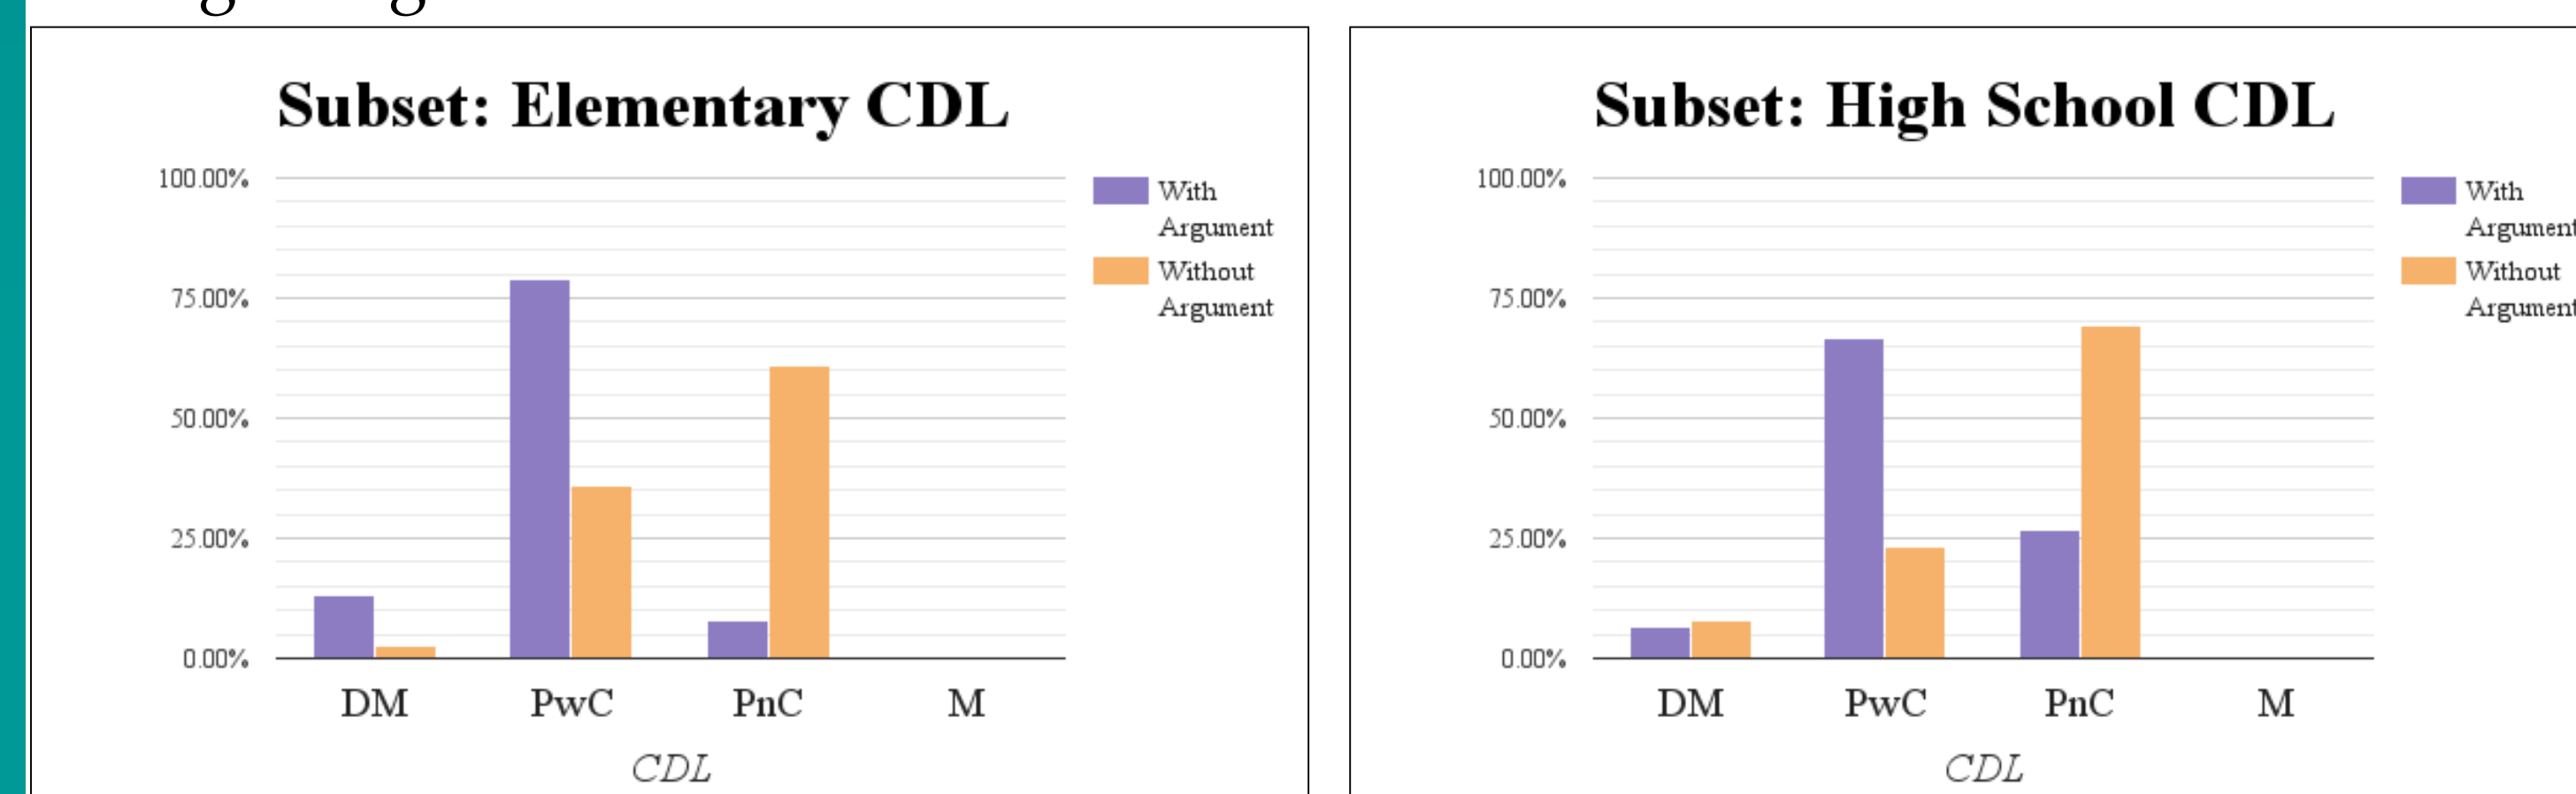 Subset: Elementary CDL
100.00%
75.00%
50.00%
25.00%
0.00%
With
Argument
Without
Argument
DM PwC PnC M
CDL
Subset: High School CDL
100.00%
75.00%
50.00%
25.00%
0.00%
With
Argument
Without
Argument
DM PwC PnC M
CDL